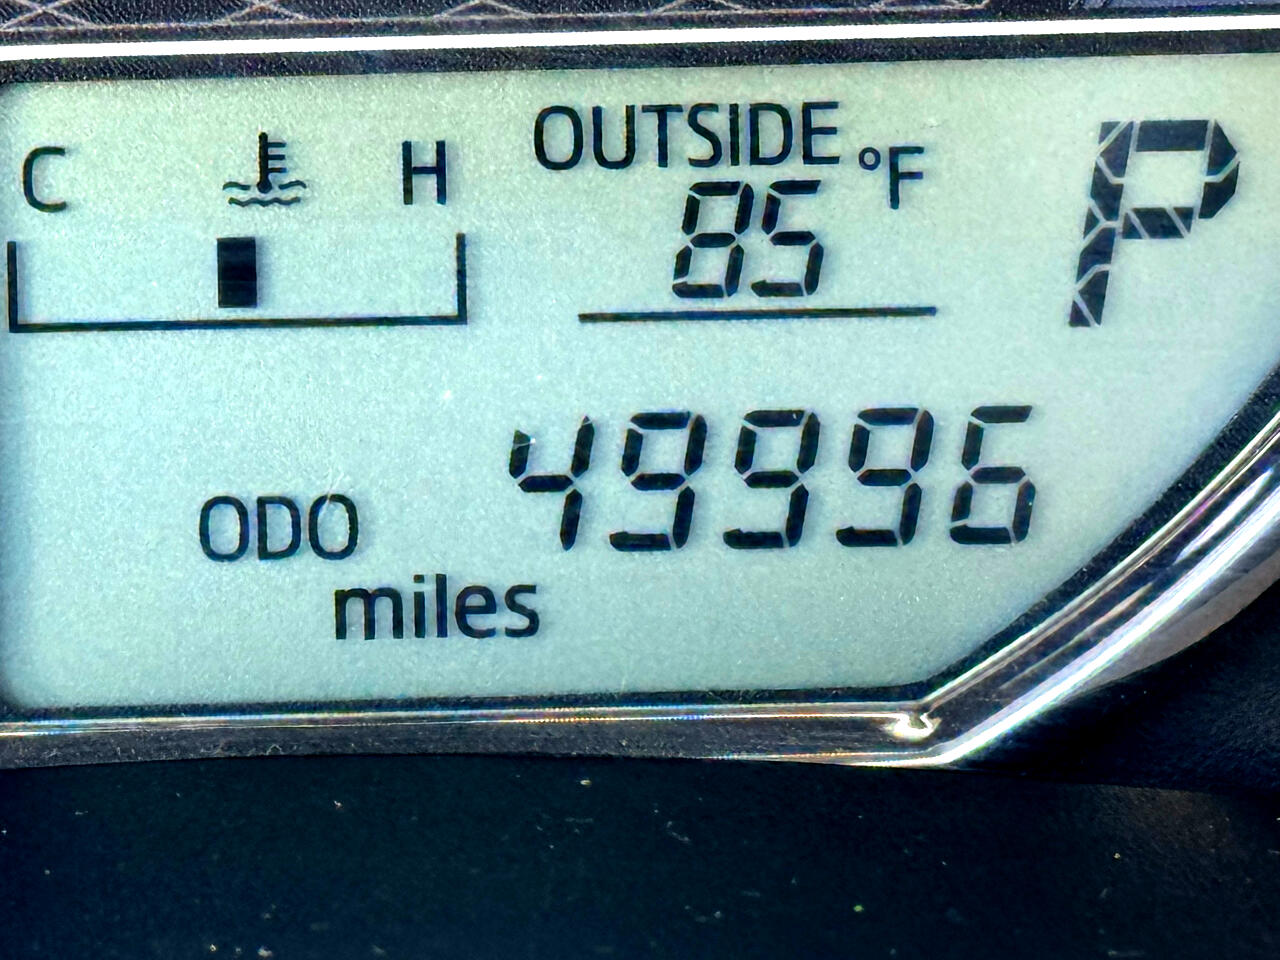 C H
OUTSIDE °F
85
P
49996
ODO
miles